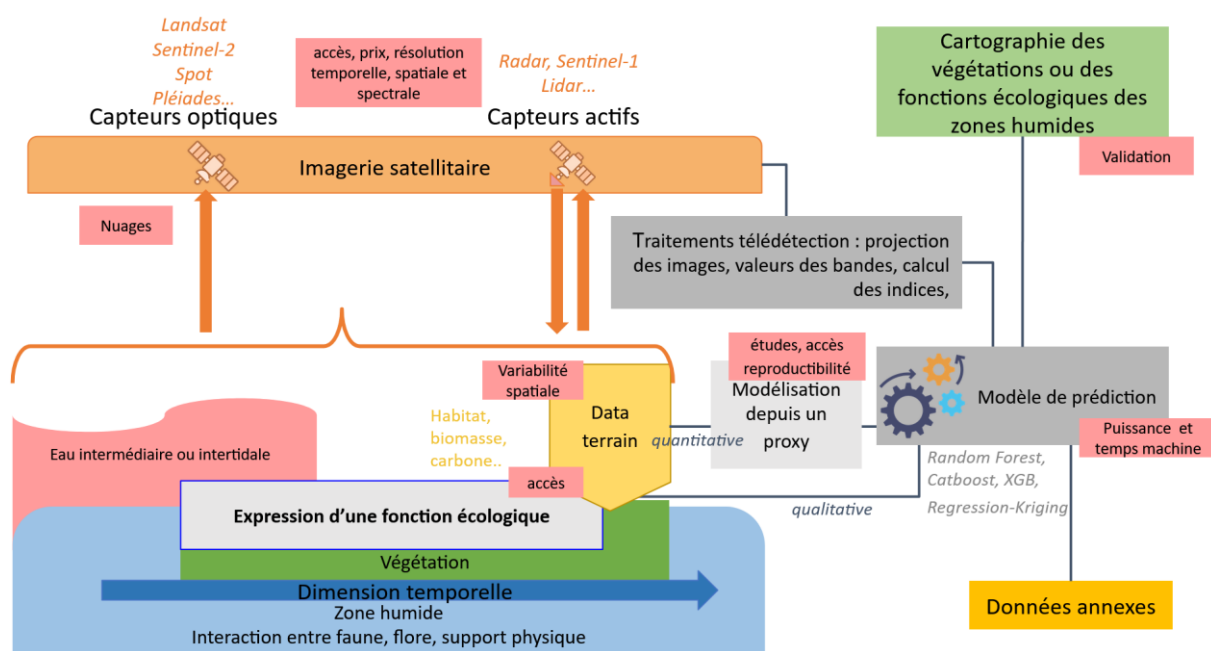 Landsat
Sentinel-2
Spot
Pléiades…
Capteurs optiques
accès, prix, résolution
temporelle, spatiale et
spectrale
Radar, Sentinel-1
Lidar…
Capteurs actifs
Cartographie des
végétations ou des
fonctions écologiques des
zones humides
Validation
Imagerie satellitaire
Nuages
Traitements télédétection : projection
des images, valeurs des bandes, calcul
des indices,
études, accès
reproductibilité
Modélisation
depuis un
proxy
Modèle de prédiction
Puissance et
temps machine
Random Forest,
Catboost, XGB,
Regression-Kriging
Variabilité
spatiale
Data
terrain
quantitative
qualitative
Habitat,
biomasse,
carbone..
accès
Eau intermédiaire ou intertidale
Expression d’une fonction écologique
Végétation
Dimension temporelle
Zone humide
Interaction entre faune, flore, support physique
Données annexes